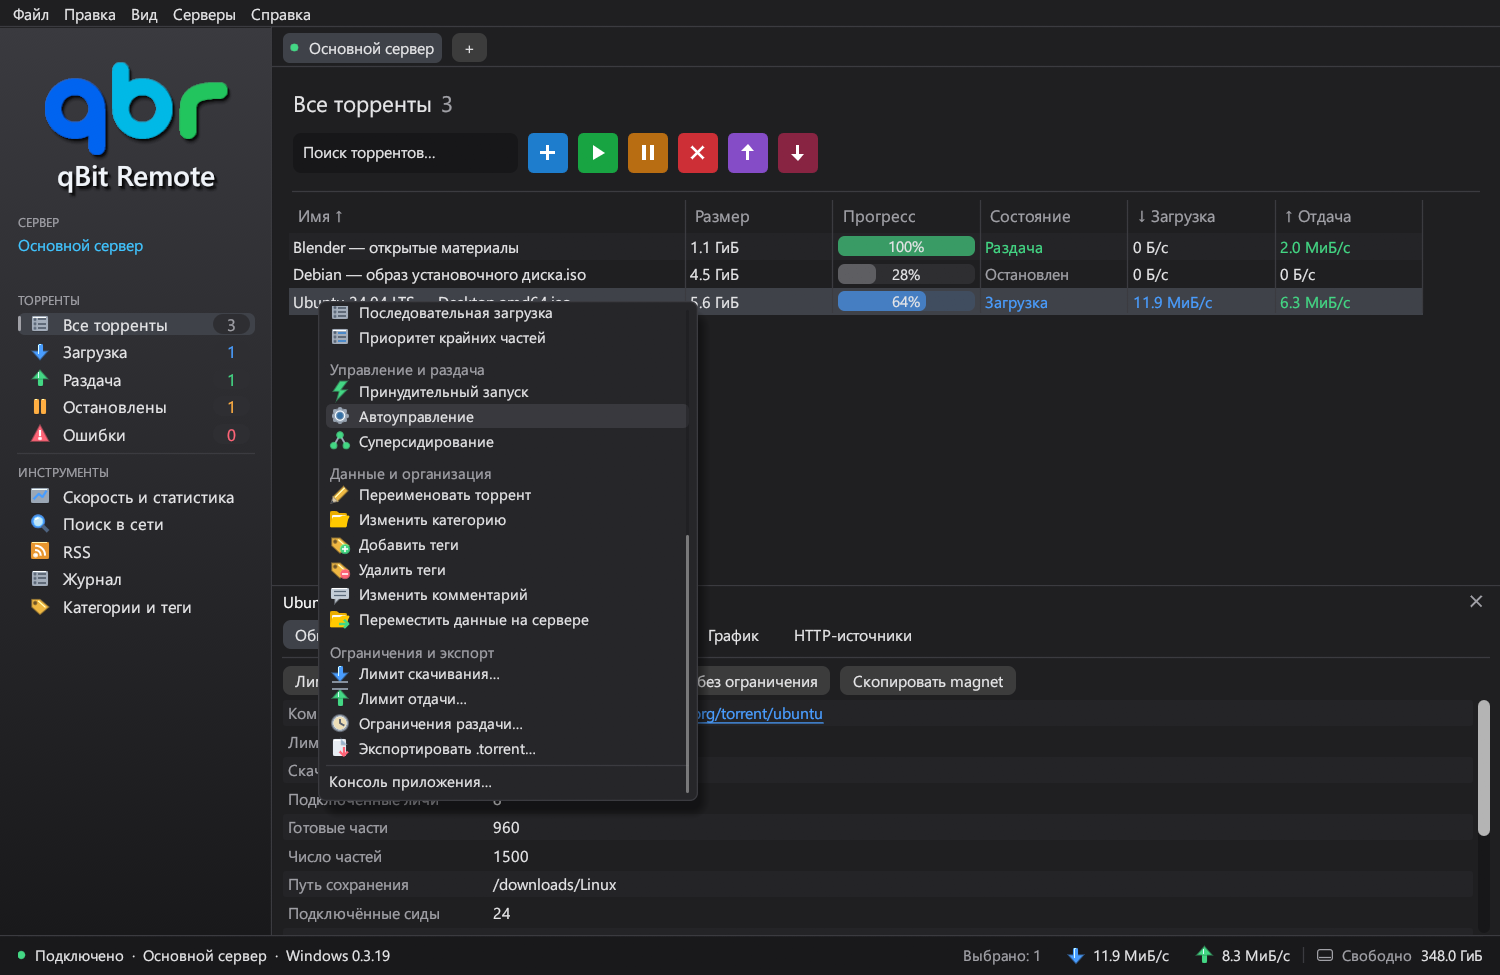 Файл Правка Вид Серверы Справка
qbr
qBit Remote
СЕРВЕР
Основной сервер
ТОРРЕНТЫ
Все торренты 3
Загрузка 1
Раздача 1
Остановлены 1
Ошибки 0
ИНСТРУМЕНТЫ
Скорость и статистика
Поиск в сети
RSS
Журнал
Категории и теги
Основной сервер +
Все торренты 3
Поиск торрентов...
Имя ↑ Размер Прогресс Состояние ↓ Загрузка ↑ Отдача
Blender — открытые материалы 1.1 ГиБ 100% Раздача 0 Б/с 2.0 МиБ/с
Debian — образ установочного диска.iso 4.5 ГиБ 28% Остановлен 0 Б/с 0 Б/с
5.6 ГиБ 64% Загрузка 11.9 МиБ/с 6.3 МиБ/с
Последовательная загрузка
Приоритет крайних частей
Управление и раздача
Принудительный запуск
Автоуправление
Суперсидирование
Данные и организация
Переименовать торрент
Изменить категорию
Добавить теги
Удалить теги
Изменить комментарий
Переместить данные на сервере
Ограничения и экспорт
Лимит скачивания...
Лимит отдачи...
Ограничения раздачи...
Экспортировать .torrent...
Консоль приложения...
График HTTP-источники
без ограничения Скопировать magnet
org/torrent/ubuntu
Готовые части 960
Число частей 1500
Путь сохранения /downloads/Linux
Подключённые сиды 24
Подключено · Основной сервер · Windows 0.3.19 Выбрано: 1 11.9 МиБ/с 8.3 МиБ/с Свободно 348.0 ГиБ